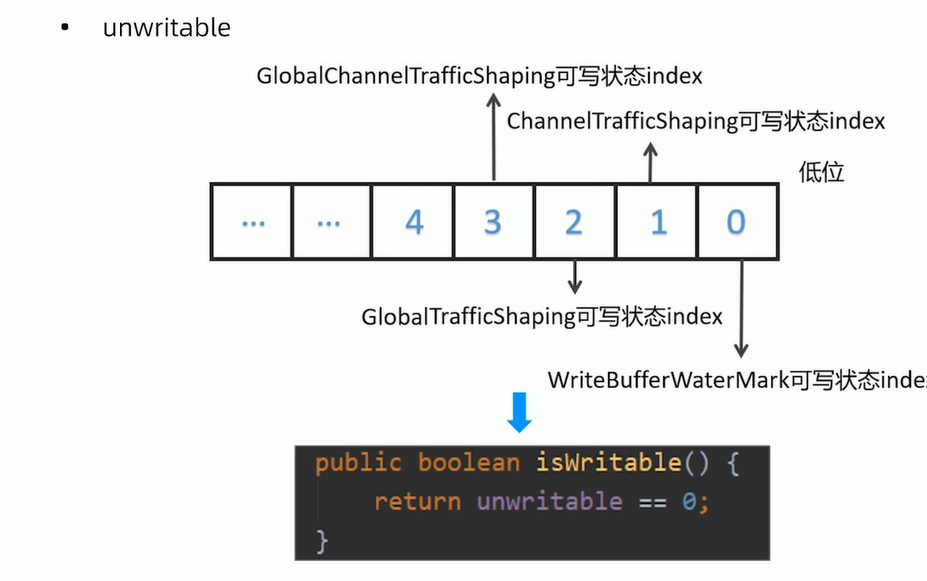 • unwritable
GlobalChannelTrafficShaping可写状态index
ChannelTrafficShaping可写状态index
低位
... ... 4 3 2 1 0
GlobalTrafficShaping可写状态index
WriteBufferWaterMark可写状态inde
public boolean isWritable() {
return unwritable == 0;
}